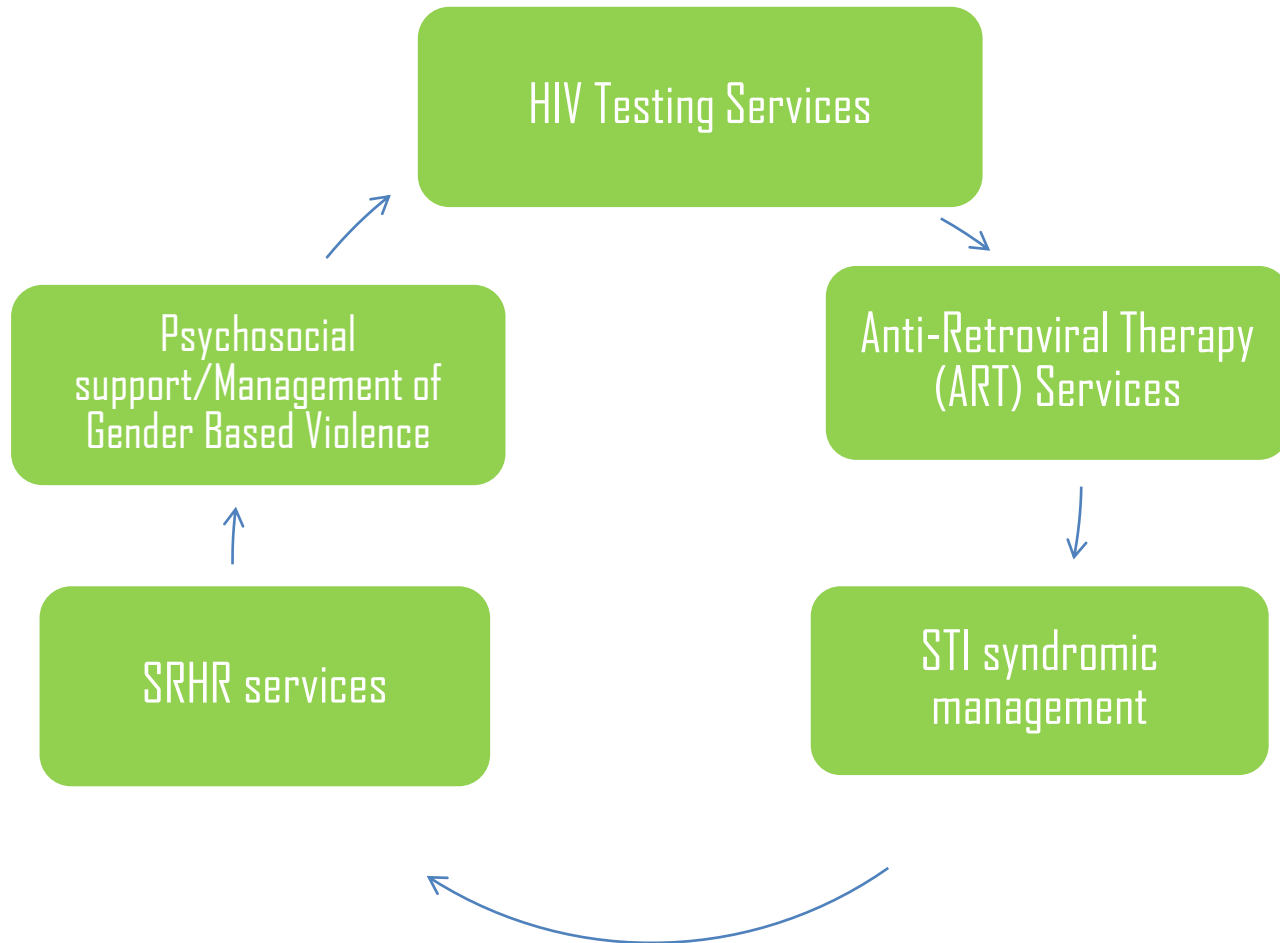 HIV Testing Services
Anti-Retroviral Therapy
(ART) Services
STI syndromic
management
SRHR services
Psychosocial
support/Management of
Gender Based Violence